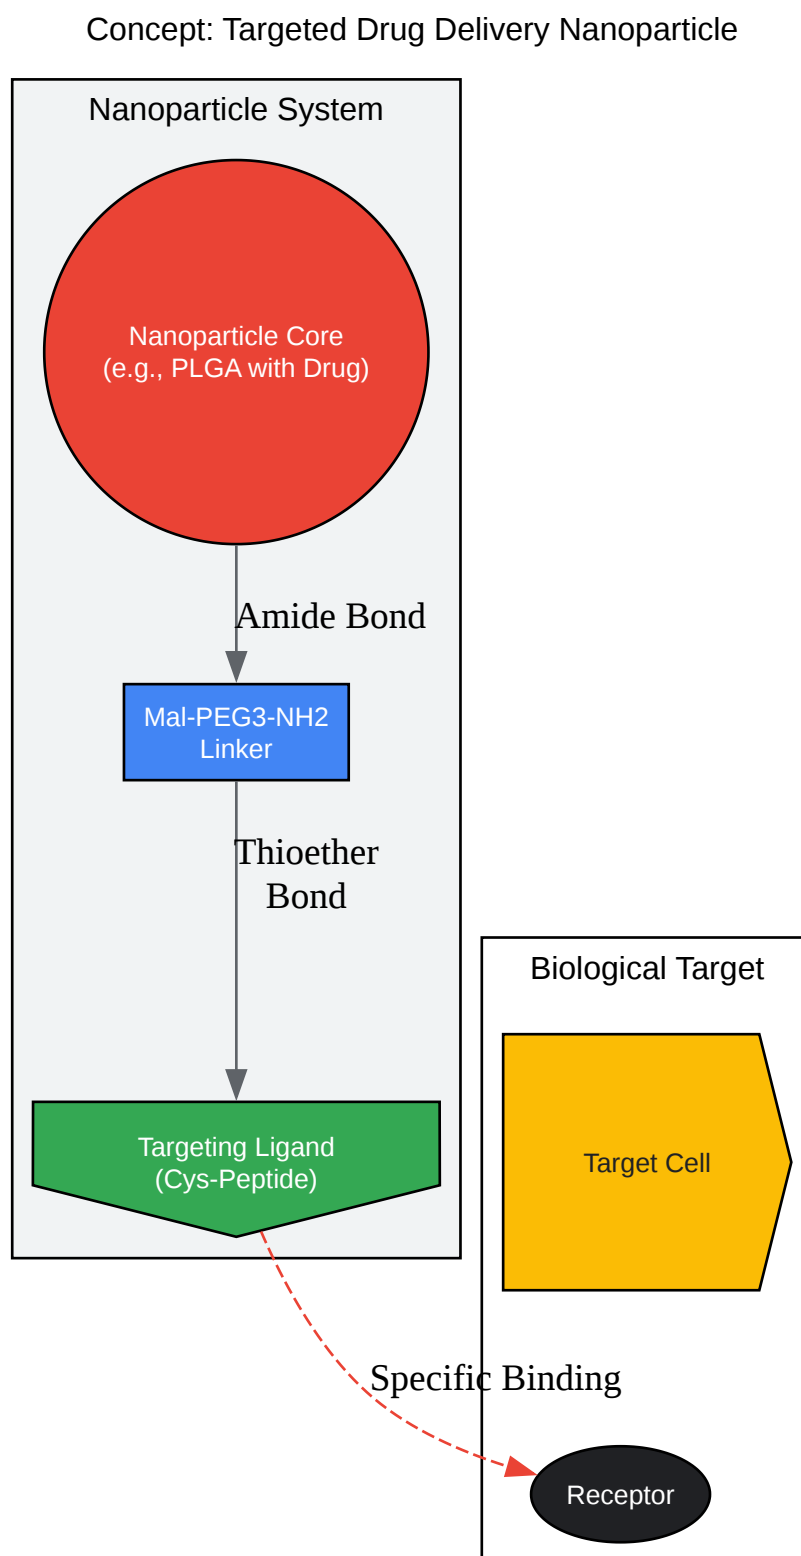 Concept: Targeted Drug Delivery Nanoparticle
Nanoparticle System
Nanoparticle Core
(e.g., PLGA with Drug)
Amide Bond
Mal-PEG3-NH2
Linker
Thioether
Bond
Biological Target
Targeting Ligand
(Cys-Peptide)
Target Cell
Specific Binding
Receptor